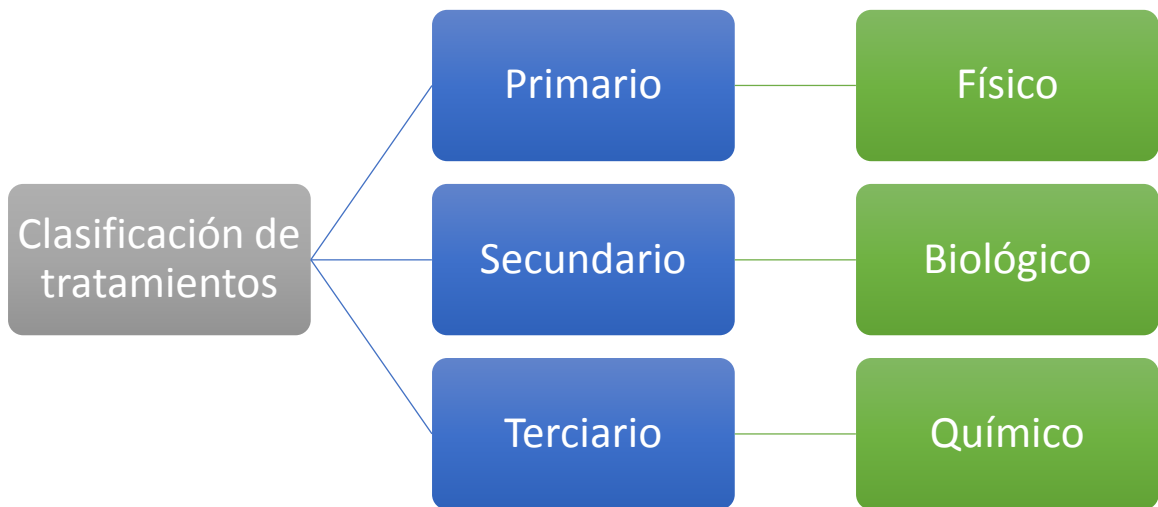 Clasificación de
tratamientos
Primario
Físico
Secundario
Biológico
Terciario
Químico